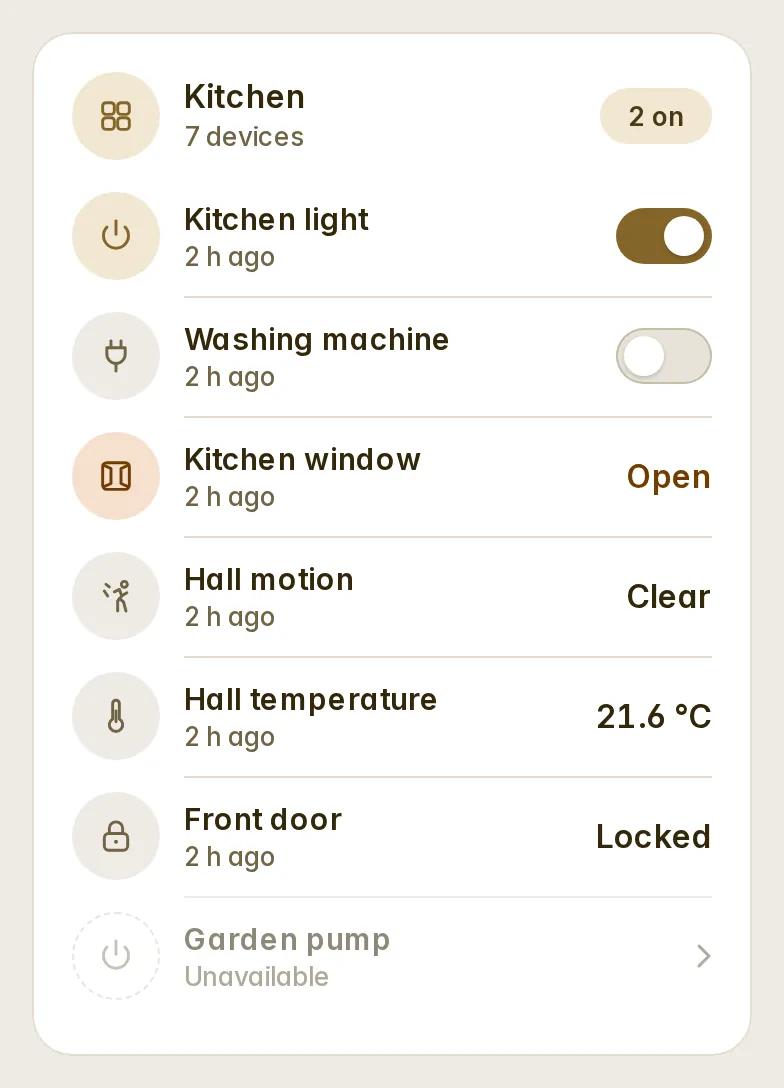 Kitchen
7 devices
2 on
Kitchen light
2 h ago
Washing machine
2 h ago
Kitchen window
2 h ago
Open
Hall motion
2 h ago
Clear
Hall temperature
2 h ago
21.6 °C
Front door
2 h ago
Locked
Garden pump
Unavailable